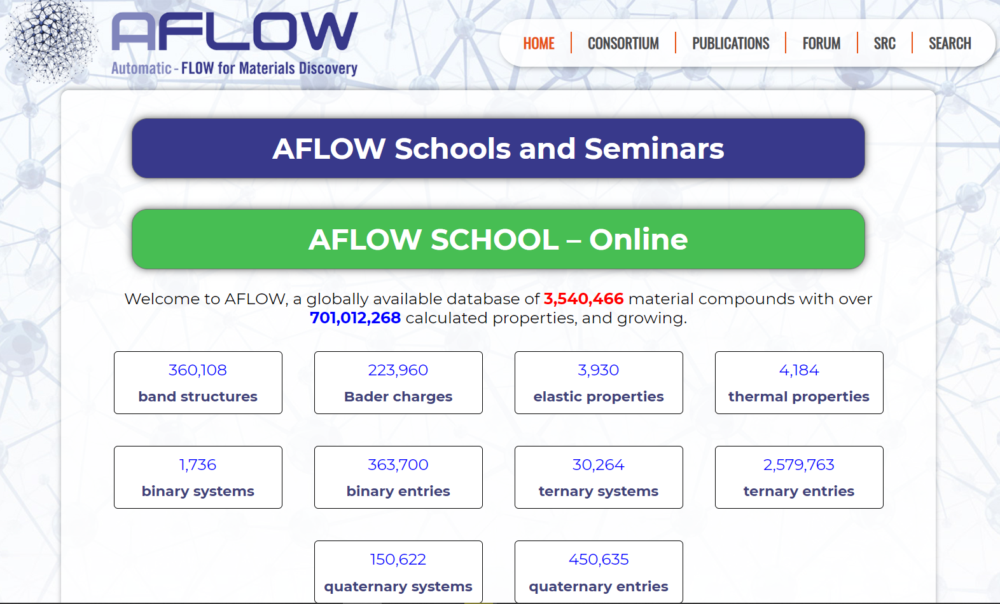 AFLOW
Automatic - FLOW for Materials Discovery
HOME
CONSORTIUM
PUBLICATIONS
FORUM
SRC
SEARCH
AFLOW Schools and Seminars
AFLOW SCHOOL – Online
Welcome to AFLOW, a globally available database of 3,540,466 material compounds with over
701,012,268 calculated properties, and growing.
360,108
band structures
223,960
Bader charges
3,930
elastic properties
4,184
thermal properties
1,736
binary systems
363,700
binary entries
30,264
ternary systems
2,579,763
ternary entries
150,622
quaternary systems
450,635
quaternary entries